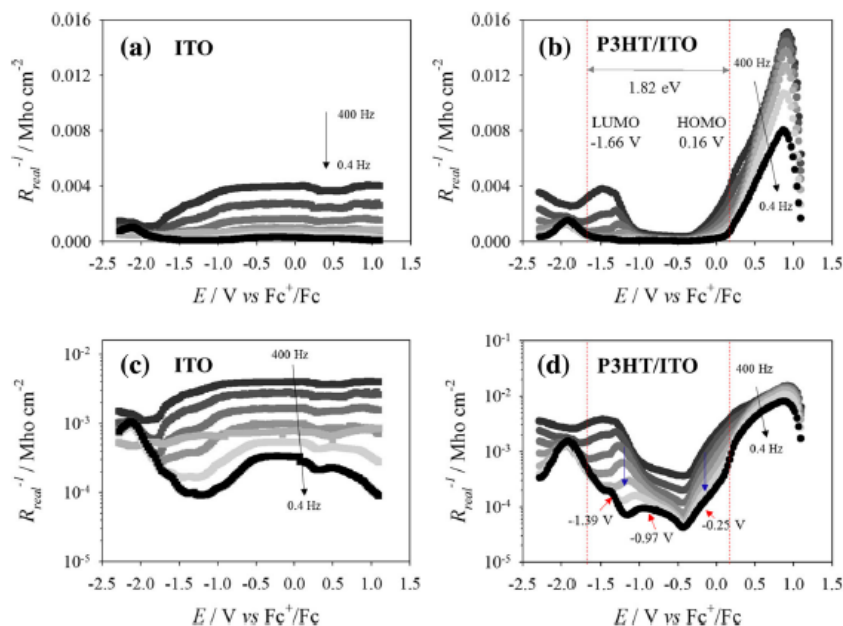 (a) ITO
0.016
0.012
0.008
0.004
0.000
R_real^-1 / Mho cm^-2
400 Hz
0.4 Hz
-2.5 -2.0 -1.5 -1.0 -0.5 0.0 0.5 1.0 1.5
E / V vs Fc^+/Fc
(b) P3HT/ITO
0.016
0.012
0.008
0.004
0.000
R_real^-1 / Mho cm^-2
1.82 eV
400 Hz
LUMO HOMO
-1.66 V 0.16 V
0.4 Hz
-2.5 -2.0 -1.5 -1.0 -0.5 0.0 0.5 1.0 1.5
E / V vs Fc^+/Fc
(c) ITO
10^-2
10^-3
10^-4
10^-5
R_real^-1 / Mho cm^-2
400 Hz
0.4 Hz
-2.5 -2.0 -1.5 -1.0 -0.5 0.0 0.5 1.0 1.5
E / V vs Fc^+/Fc
(d) P3HT/ITO
10^-1
10^-2
10^-3
10^-4
10^-5
R_real^-1 / Mho cm^-2
400 Hz
0.4 Hz
-1.39 V
-0.97 V
-0.25 V
-2.5 -2.0 -1.5 -1.0 -0.5 0.0 0.5 1.0 1.5
E / V vs Fc^+/Fc